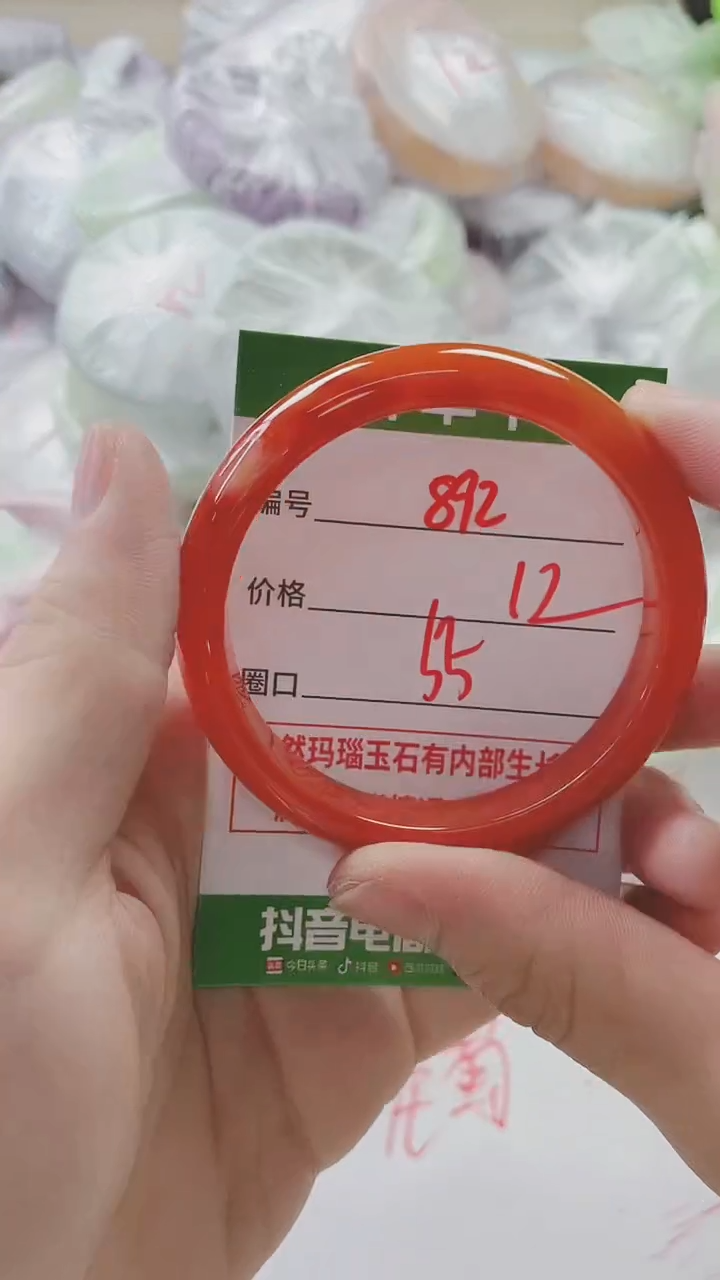 编号 892
价格 12
圈口 55
然玛瑙玉石有内部生长
抖音电商
今日头条 抖音